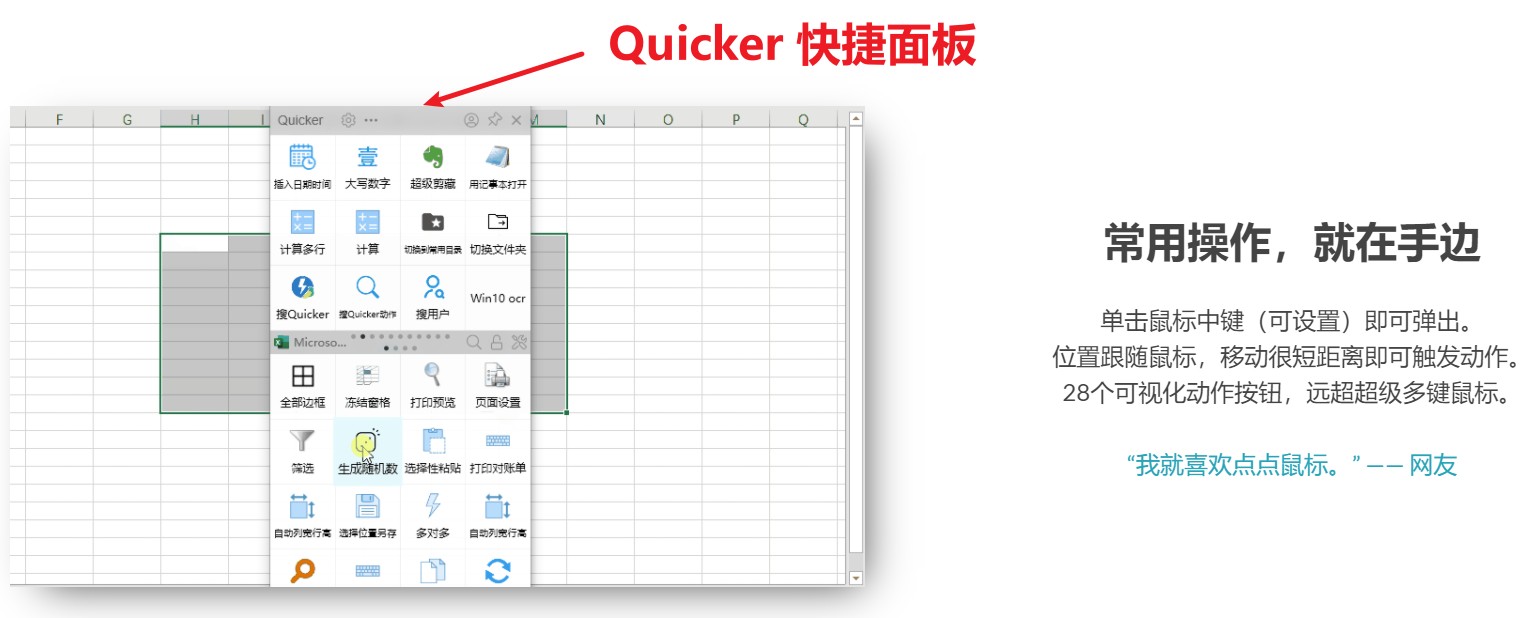 Quicker 快捷面板
F G H I M N O P Q
Quicker
插入日期时间 大写数字 超级剪藏 用记事本打开
计算多行 计算 切换到常用目录 切换文件夹
搜Quicker 搜Quicker动作 搜用户 Win10 ocr
Microso...
全部边框 冻结窗格 打印预览 页面设置
筛选 生成随机数 选择性粘贴 打印对账单
自动列宽行高 选择位置另存 多对多 自动列宽行高
常用操作，就在手边
单击鼠标中键（可设置）即可弹出。
位置跟随鼠标，移动很短距离即可触发动作。
28个可视化动作按钮，远超超级多键鼠标。
“我就喜欢点点鼠标。” —— 网友